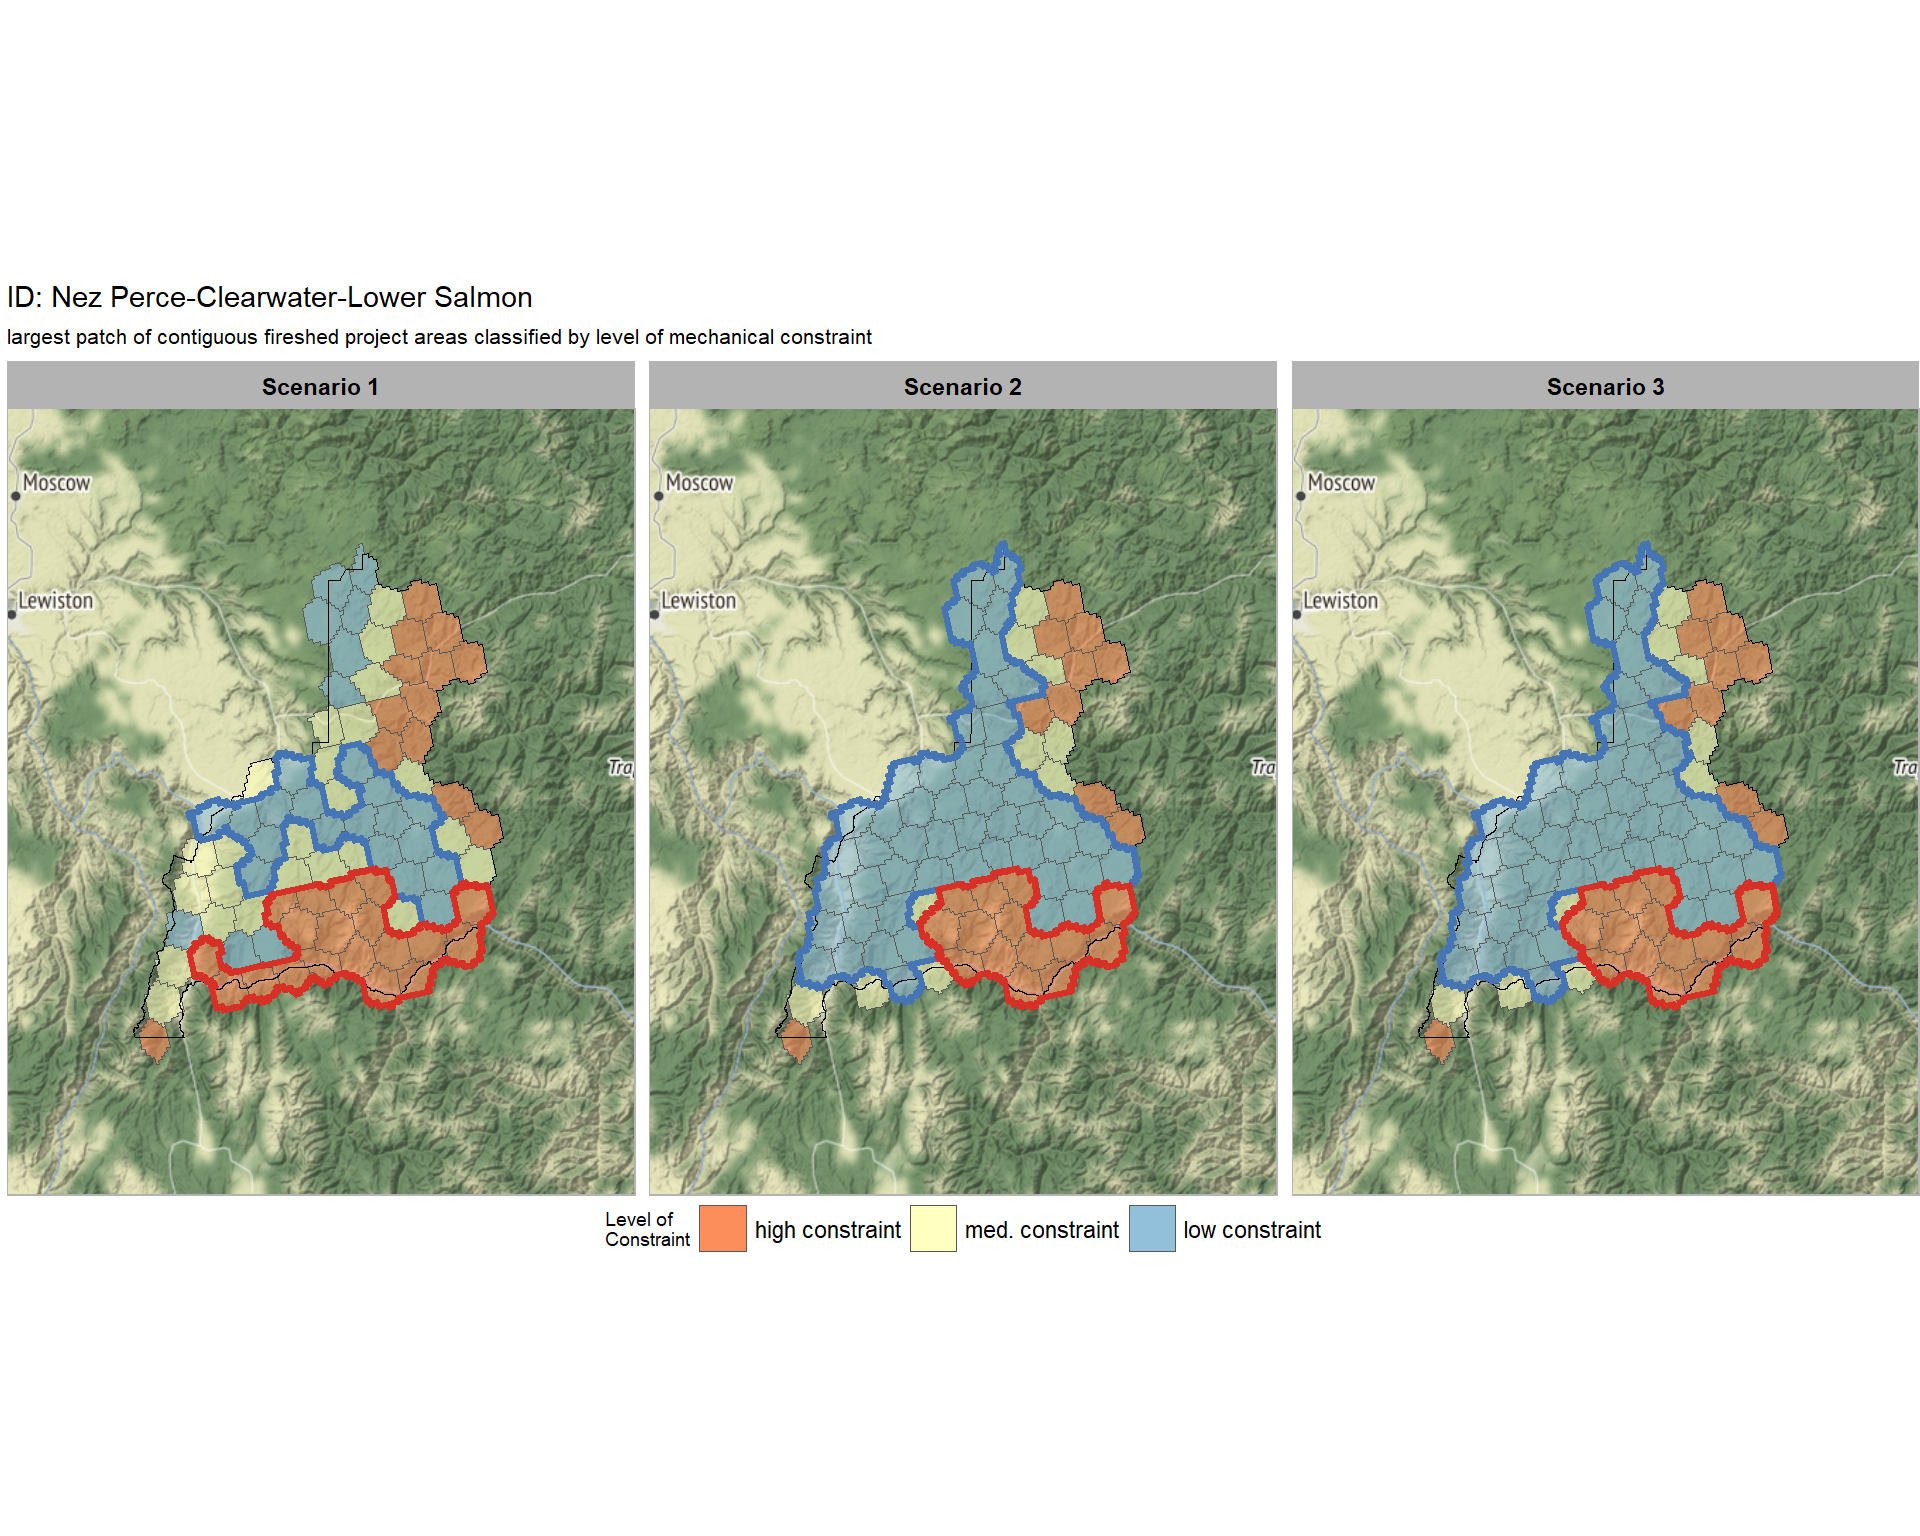 ID: Nez Perce-Clearwater-Lower Salmon
largest patch of contiguous fireshed project areas classified by level of mechanical constraint
Scenario 1
Scenario 2
Scenario 3
Moscow
Moscow
Moscow
Lewiston
Lewiston
Lewiston
Tra
Tra
Tra
Level of
Constraint
high constraint
med. constraint
low constraint